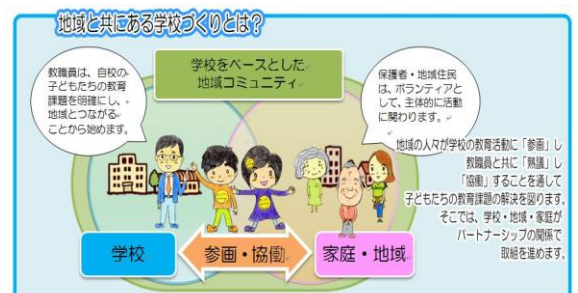 地域と共にある学校づくりとは？
学校をベースとした
地域コミュニティ
教職員は、自校の
子どもたちの教育
課題を明確にし、
地域とつながる
ことから始めます。
保護者・地域住民
は、ボランティアと
して、主体的に活動
に関わります。
地域の人々が学校の教育活動に「参画」し
教職員と共に「熟議」し
「協働」することを通して
子どもたちの教育課題の解決を図ります。
そこでは、学校・地域・家庭が
パートナーシップの関係で
取組を進めます。
学校
参画・協働
家庭・地域